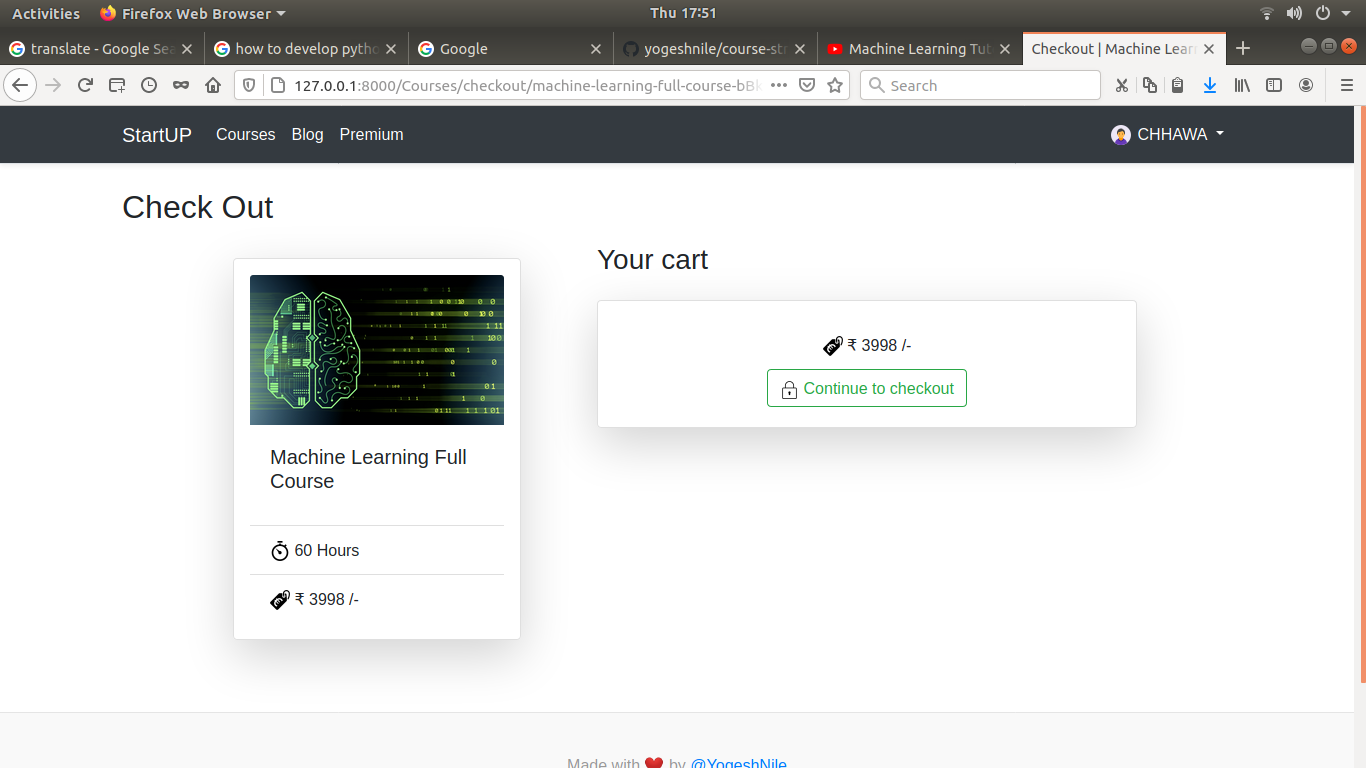 Activities Firefox Web Browser Thu 17:51
translate - Google Sea how to develop pytho Google yogeshnile/course-str Machine Learning Tut Checkout | Machine Lear
127.0.0.1:8000/Courses/checkout/machine-learning-full-course-bBk Search
StartUP Courses Blog Premium CHHAWA
Check Out
Your cart
₹ 3998 /-
Continue to checkout
Machine Learning Full
Course
60 Hours
₹ 3998 /-
Made with ❤️ by @YogeshNile